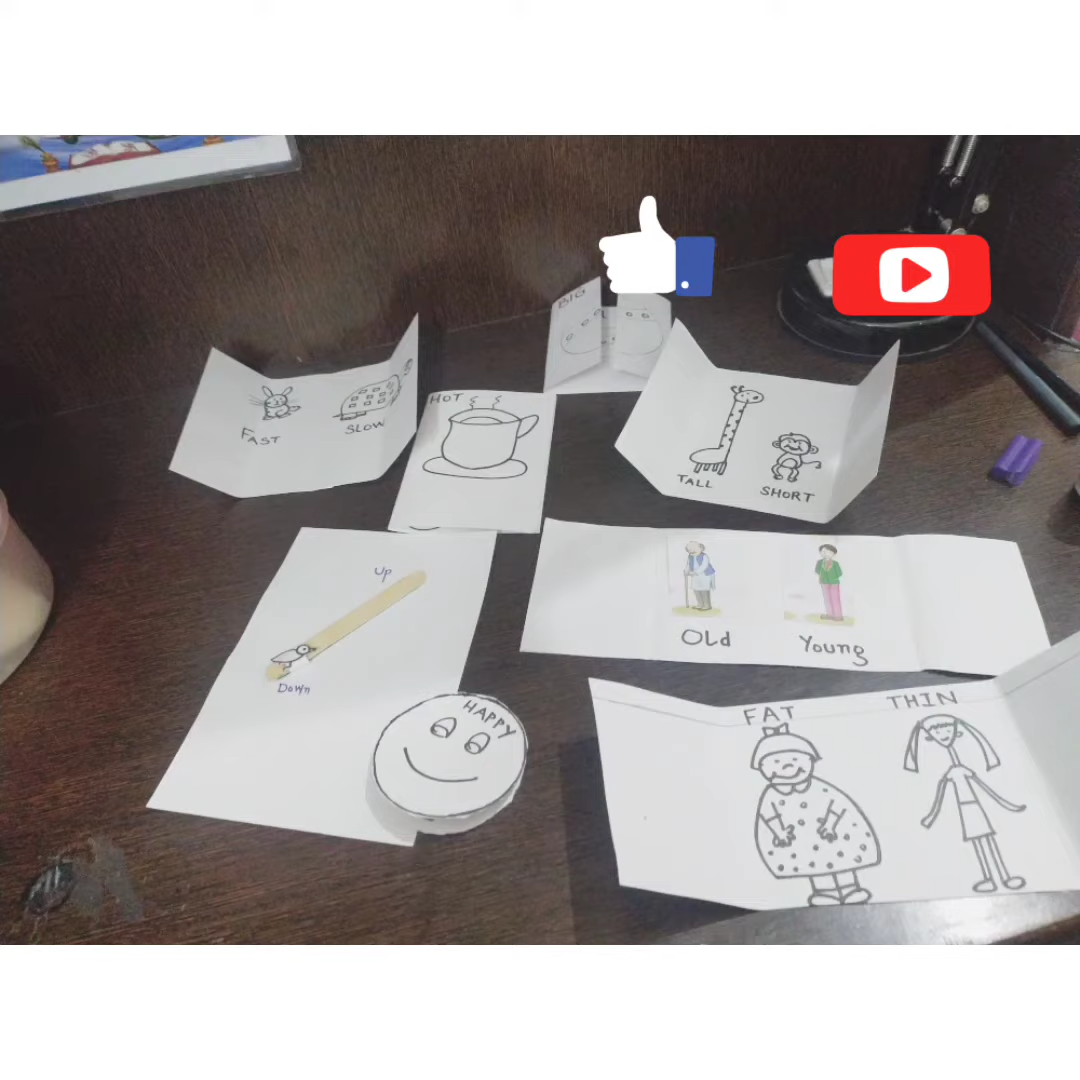 BIG
FAST
SLOW
HOT
TALL
SHORT
Up
Down
Old
Young
HAPPY
FAT
THIN